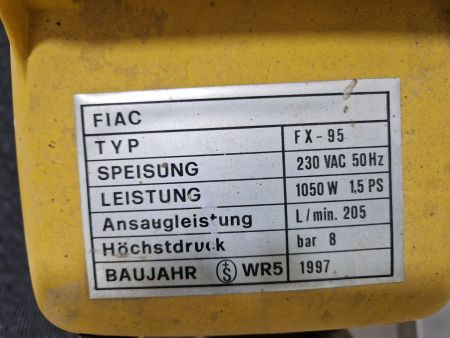 FIAC
TYP FX-95
SPEISUNG 230 VAC 50Hz
LEISTUNG 1050 W 1,5 PS
Ansaugleistung L/min. 205
Höchstdruck bar 8
BAUJAHR S WR5 1997